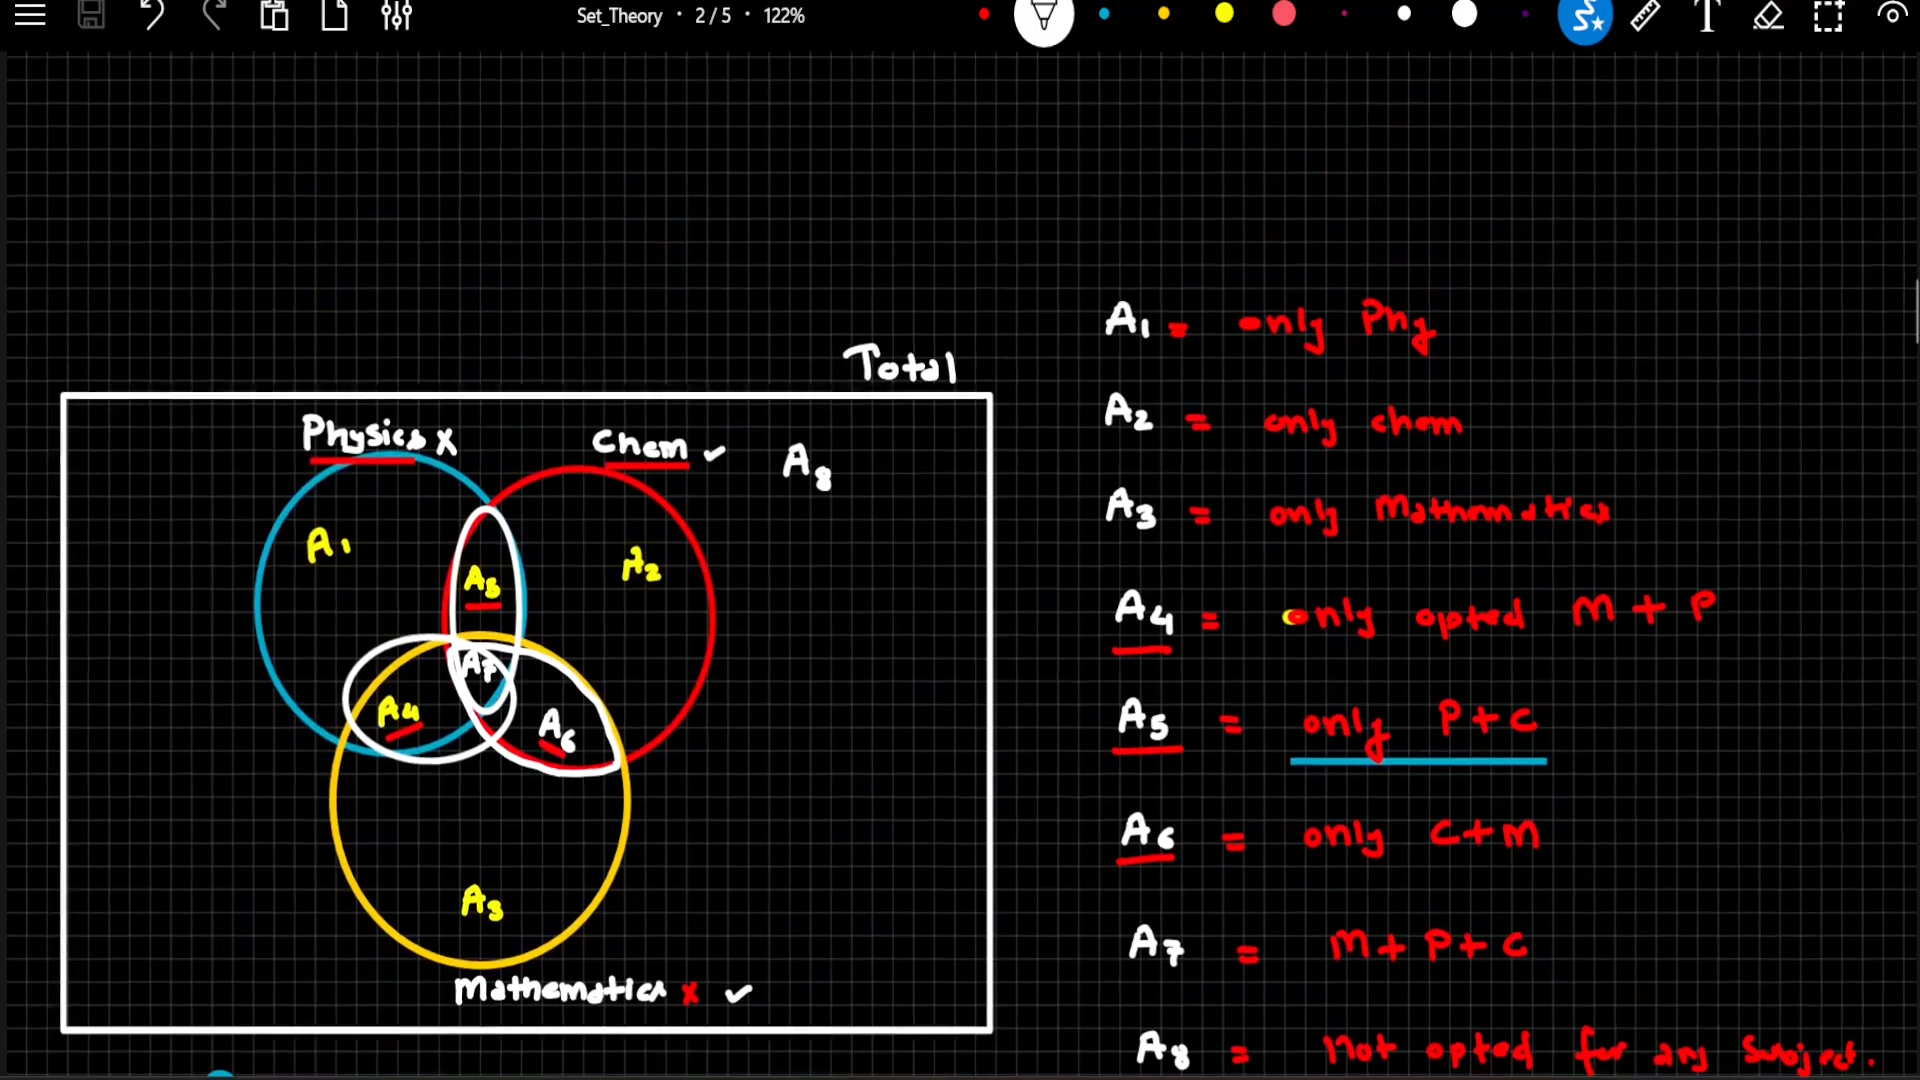 Set_Theory · 2 / 5 · 122%
Total
Physics x
Chem ✓
A8
A1
A5
A2
A7
A4
A6
A3
Mathematics x ✓
A1 = only Phy
A2 = only chem
A3 = only Mathematics
A4 = only opted M + P
A5 = only P + C
A6 = only C + M
A7 = M + P + C
A8 = Not opted for any Subject.